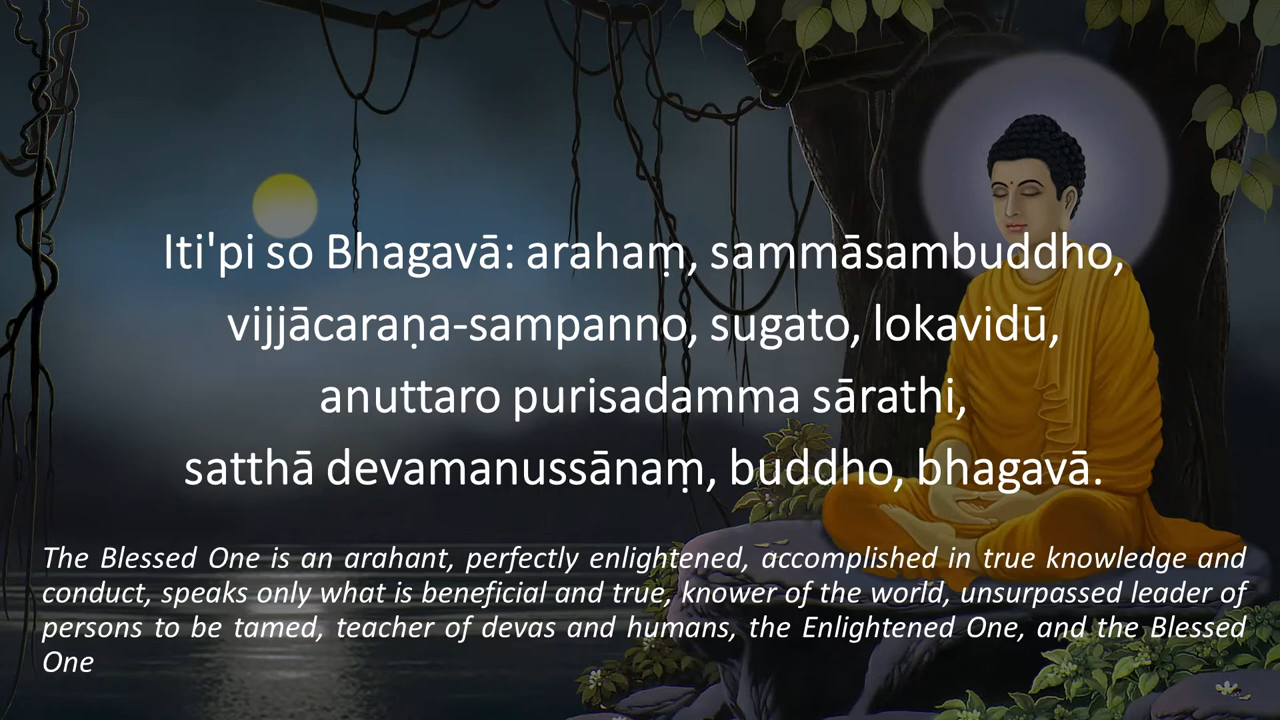 Iti'pi so Bhagavā: arahaṃ, sammāsambuddho,
vijjācaraṇa-sampanno, sugato, lokavidū,
anuttaro purisadamma sārathi,
satthā devamanussānaṃ, buddho, bhagavā.
The Blessed One is an arahant, perfectly enlightened, accomplished in true knowledge and
conduct, speaks only what is beneficial and true, knower of the world, unsurpassed leader of
persons to be tamed, teacher of devas and humans, the Enlightened One, and the Blessed
One